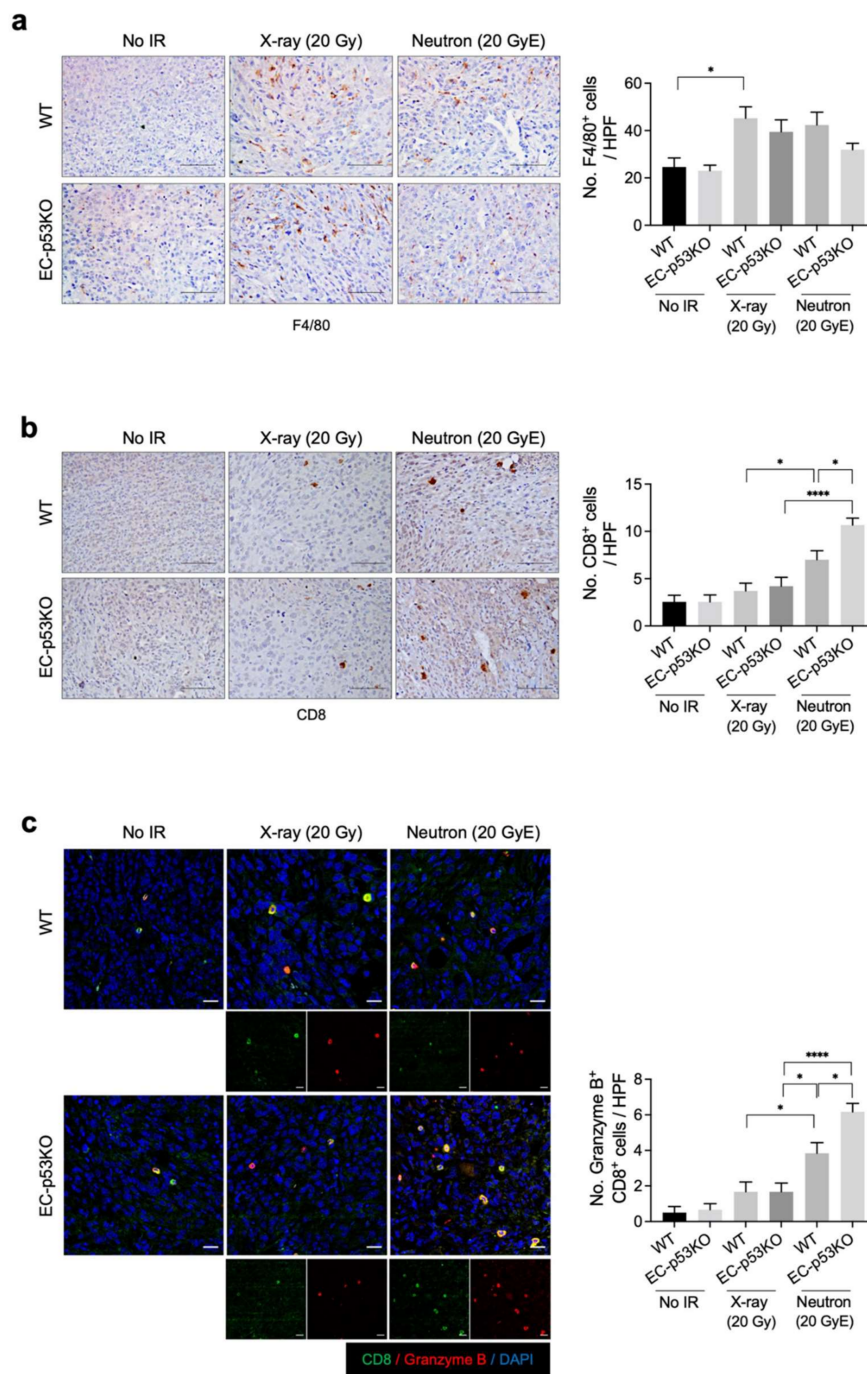 a
No IR
X-ray (20 Gy)
Neutron (20 GyE)
WT
EC-p53KO
F4/80
No. F4/80⁺ cells
/ HPF
60
40
20
0
*
WT
EC-p53KO
WT
EC-p53KO
WT
EC-p53KO
No IR
X-ray
(20 Gy)
Neutron
(20 GyE)
b
No IR
X-ray (20 Gy)
Neutron (20 GyE)
WT
EC-p53KO
CD8
No. CD8⁺ cells
/ HPF
15
10
5
0
*
*
****
WT
EC-p53KO
WT
EC-p53KO
WT
EC-p53KO
No IR
X-ray
(20 Gy)
Neutron
(20 GyE)
c
No IR
X-ray (20 Gy)
Neutron (20 GyE)
WT
EC-p53KO
CD8 / Granzyme B / DAPI
No. Granzyme B⁺
CD8⁺ cells / HPF
8
6
4
2
0
****
*
*
*
WT
EC-p53KO
WT
EC-p53KO
WT
EC-p53KO
No IR
X-ray
(20 Gy)
Neutron
(20 GyE)